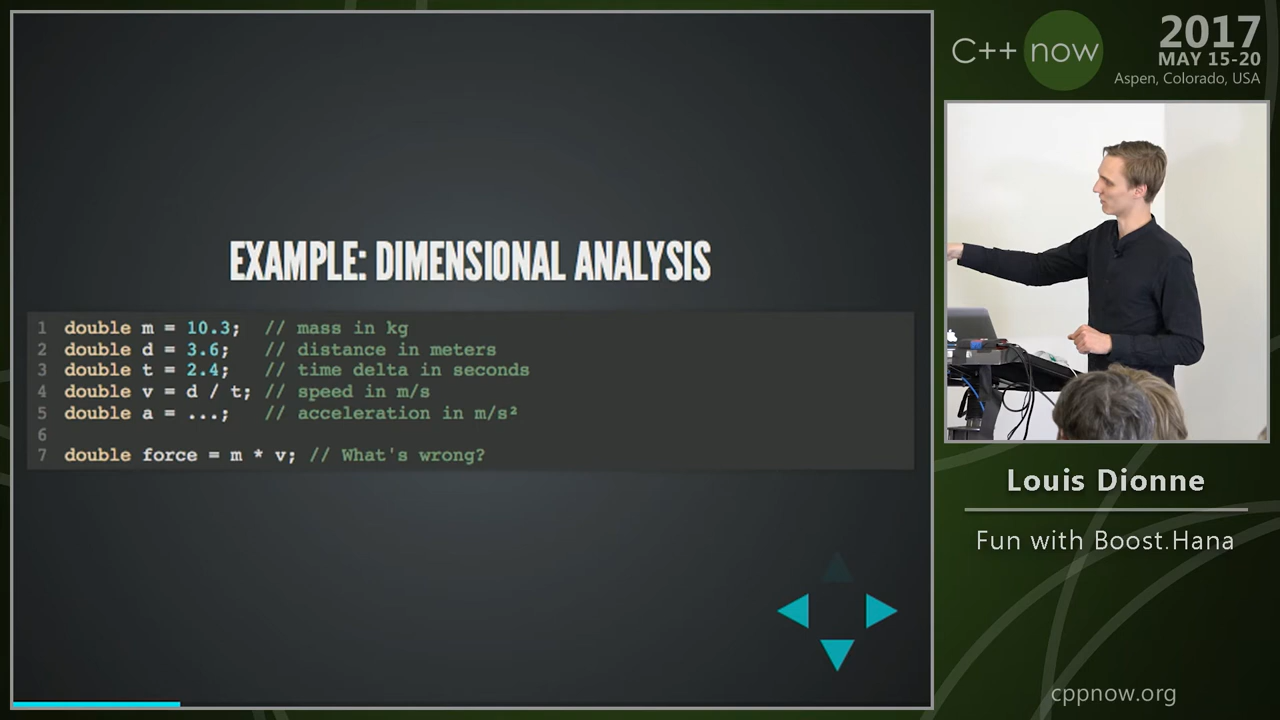 EXAMPLE: DIMENSIONAL ANALYSIS
1 double m = 10.3; // mass in kg
2 double d = 3.6; // distance in meters
3 double t = 2.4; // time delta in seconds
4 double v = d / t; // speed in m/s
5 double a = ...; // acceleration in m/s²
6
7 double force = m * v; // What's wrong?
C++ now
2017
MAY 15-20
Aspen, Colorado, USA
Louis Dionne
Fun with Boost.Hana
cppnow.org